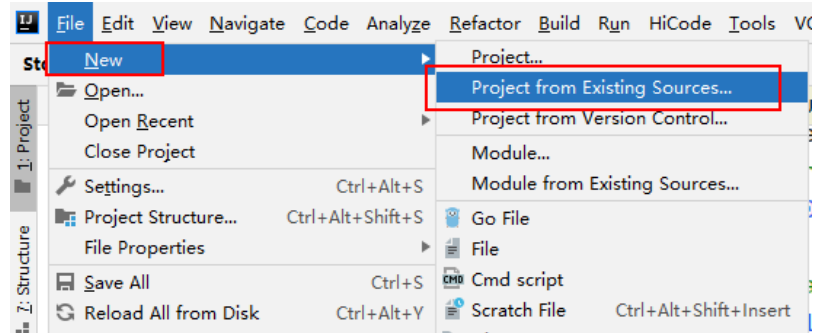 IJ
File Edit View Navigate Code Analyze Refactor Build Run HiCode Tools
New
Open...
Open Recent
Close Project
Settings... Ctrl+Alt+S
Project Structure... Ctrl+Alt+Shift+S
File Properties
Save All Ctrl+S
Reload All from Disk Ctrl+Alt+Y
Project...
Project from Existing Sources...
Project from Version Control...
Module...
Module from Existing Sources...
Go File
File
CMD Cmd script
Scratch File Ctrl+Alt+Shift+Insert
1: Project
7: Structure